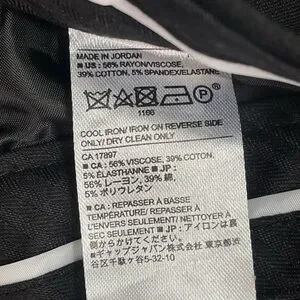 MADE IN JORDAN
■ US : 56% RAYON/VISCOSE,
39% COTTON, 5% SPANDEX/ELASTANE
P
1166
COOL IRON/ IRON ON REVERSE SIDE
ONLY/ DRY CLEAN ONLY
CA 17897
■ CA : 56% VISCOSE, 39% COTON,
5% ÉLASTHANNE ■ JP :
56% レーヨン, 39% 綿,
5% ポリウレタン
■ CA : REPASSER À BASSE
TEMPÉRATURE/ REPASSER À
L'ENVERS SEULEMENT/ NETTOYER À
SEC SEULEMENT ■ JP : アイロンは裏
側からかけてください。
■ギャップジャパン株式会社 東京都渋
谷区千駄ヶ谷5-32-10